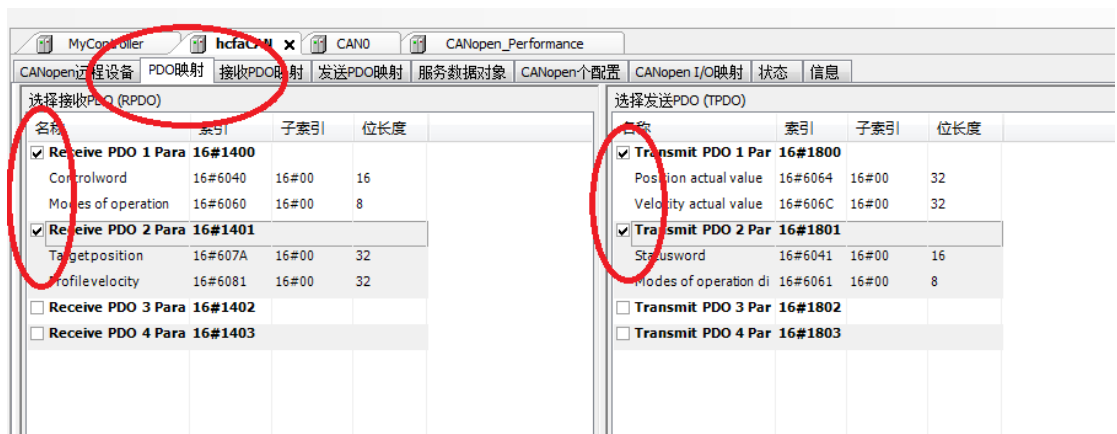 MyController hcfaCAN CAN0 CANopen_Performance
CANopen远程设备 PDO映射 接收PDO映射 发送PDO映射 服务数据对象 CANopen个配置 CANopen I/O映射 状态 信息
选择接收PDO (RPDO) 选择发送PDO (TPDO)
名称 索引 子索引 位长度 名称 索引 子索引 位长度
Receive PDO 1 Para 16#1400 Transmit PDO 1 Par 16#1800
Controlword 16#6040 16#00 16 Position actual value 16#6064 16#00 32
Modes of operation 16#6060 16#00 8 Velocity actual value 16#606C 16#00 32
Receive PDO 2 Para 16#1401 Transmit PDO 2 Par 16#1801
Targetposition 16#607A 16#00 32 Statusword 16#6041 16#00 16
Profilevelocity 16#6081 16#00 32 Modes of operation di 16#6061 16#00 8
Receive PDO 3 Para 16#1402 Transmit PDO 3 Par 16#1802
Receive PDO 4 Para 16#1403 Transmit PDO 4 Par 16#1803